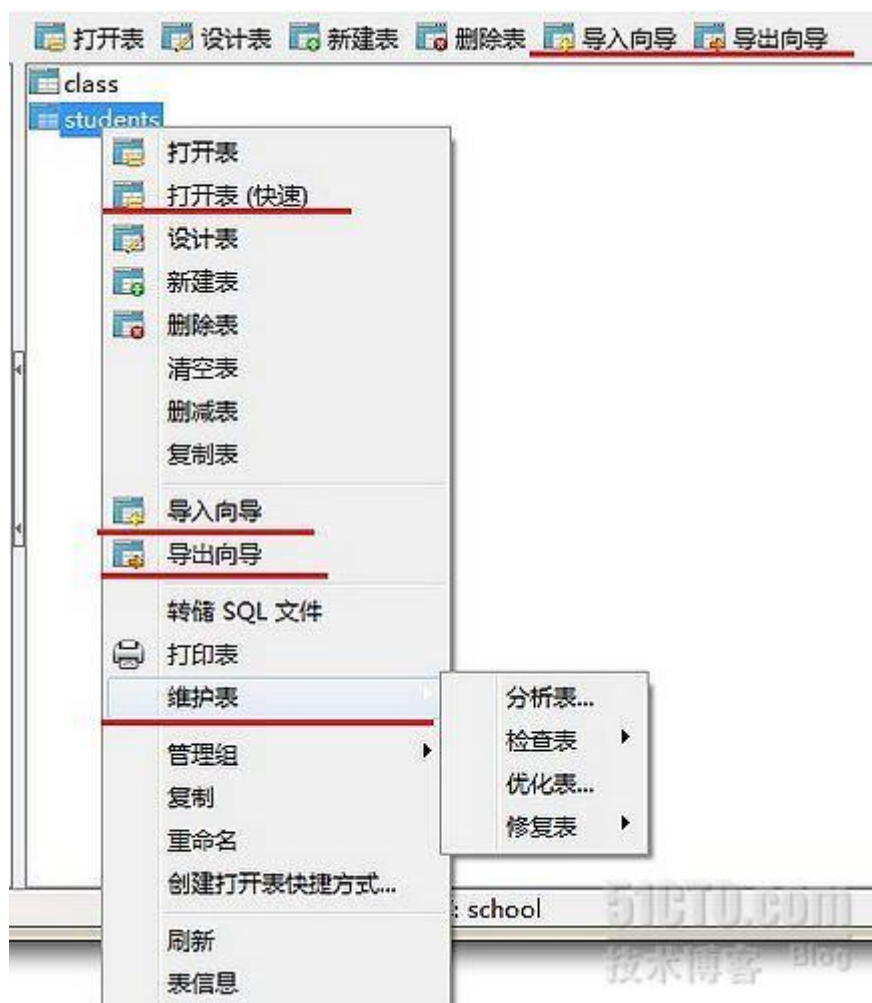 打开表 设计表 新建表 删除表 导入向导 导出向导
class
students
打开表
打开表 (快速)
设计表
新建表
删除表
清空表
删减表
复制表
导入向导
导出向导
转储 SQL 文件
打印表
维护表
分析表...
检查表
优化表...
修复表
管理组
复制
重命名
创建打开表快捷方式...
: school
刷新
表信息
51CTO.com
技术博客 Blog